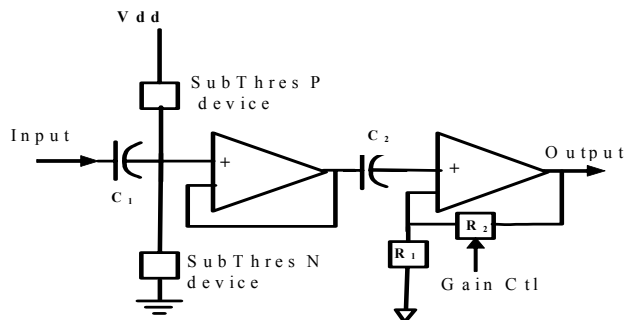 Vdd
SubThres P
device
Input
C1
+
C2
+
Output
R2
R1
SubThres N
device
Gain Ctl